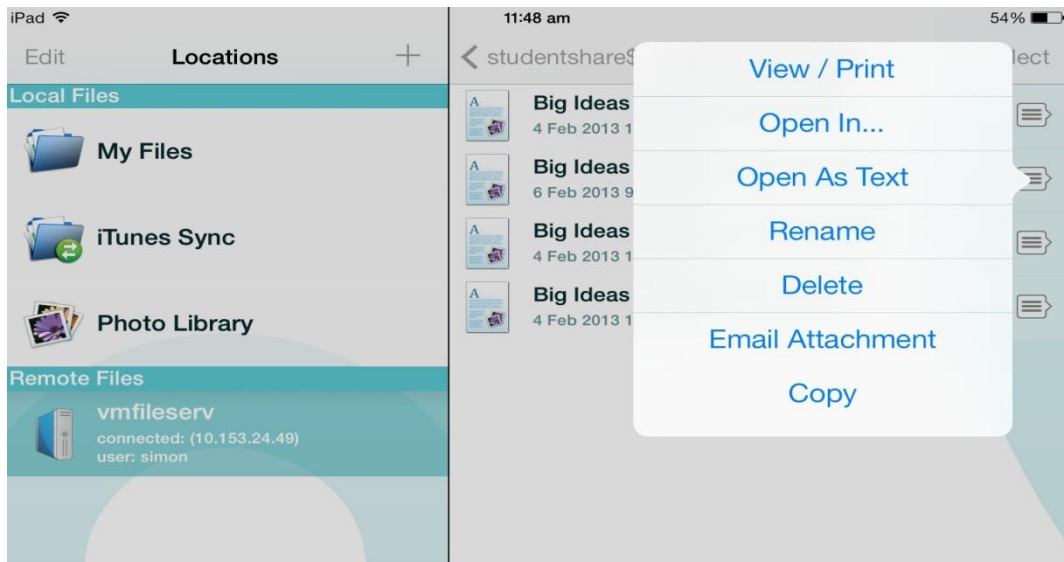 iPad
11:48 am
54%
Edit
Locations
+
Local Files
My Files
iTunes Sync
Photo Library
Remote Files
vmfileserv
connected: (10.153.24.49)
user: simon
studentshare$
lect
Big Ideas
4 Feb 2013 1
Big Ideas
6 Feb 2013 9
Big Ideas
4 Feb 2013 1
Big Ideas
4 Feb 2013 1
View / Print
Open In...
Open As Text
Rename
Delete
Email Attachment
Copy